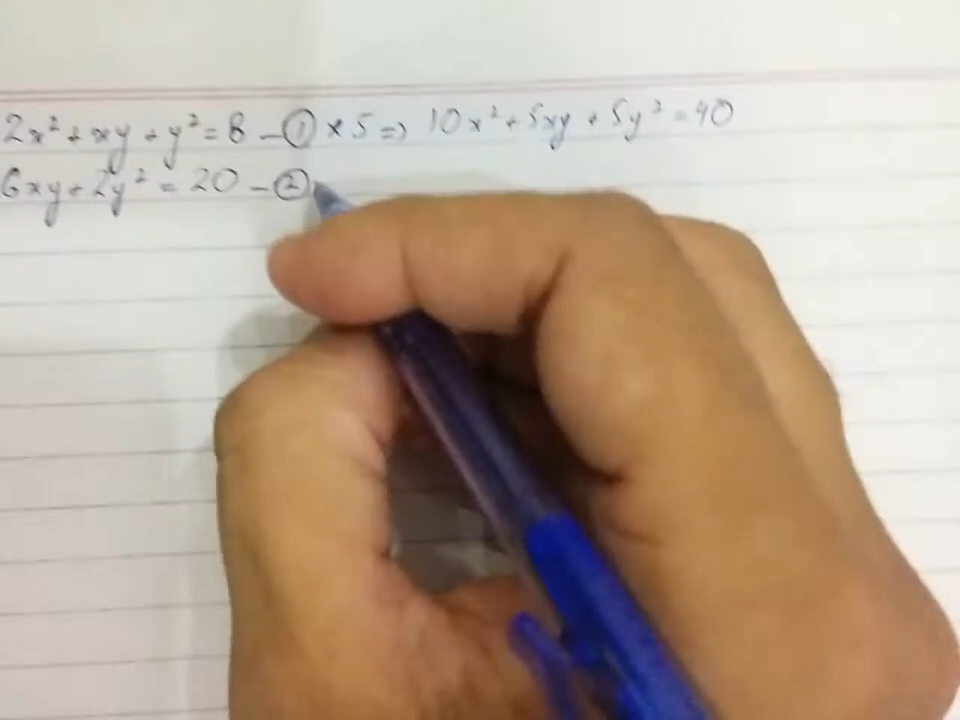 2x² + xy + y² = 8 – ① × 5 ⇒ 10x² + 5xy + 5y² = 40
6xy + 2y² = 20 – ②